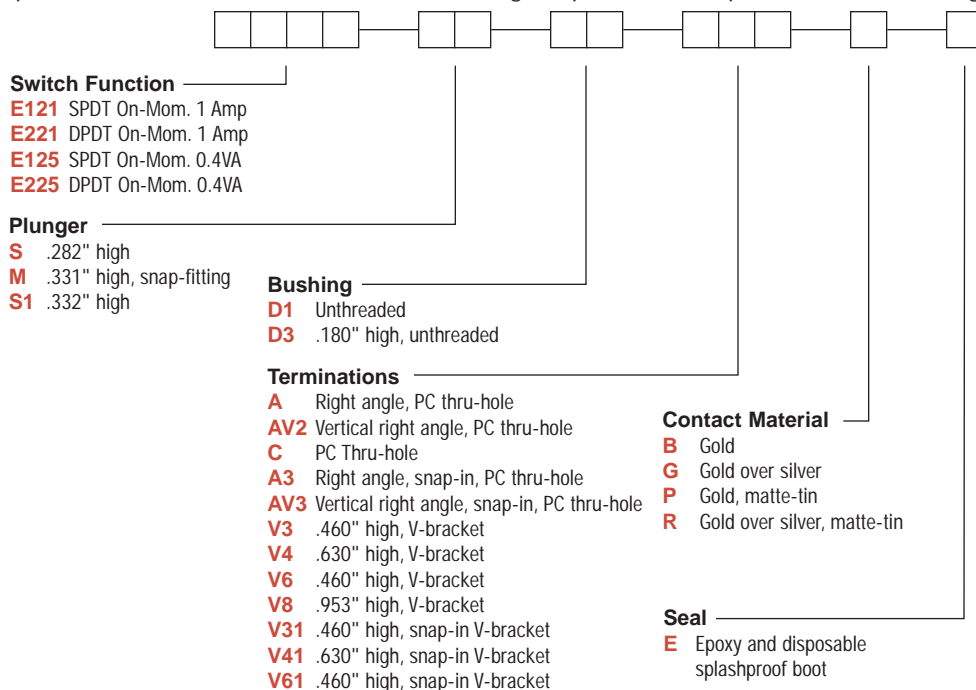 Switch Function
E121 SPDT On-Mom. 1 Amp
E221 DPDT On-Mom. 1 Amp
E125 SPDT On-Mom. 0.4VA
E225 DPDT On-Mom. 0.4VA
Plunger
S .282" high
M .331" high, snap-fitting
S1 .332" high
Bushing
D1 Unthreaded
D3 .180" high, unthreaded
Terminations
A Right angle, PC thru-hole
AV2 Vertical right angle, PC thru-hole
C PC Thru-hole
A3 Right angle, snap-in, PC thru-hole
AV3 Vertical right angle, snap-in, PC thru-hole
V3 .460" high, V-bracket
V4 .630" high, V-bracket
V6 .460" high, V-bracket
V8 .953" high, V-bracket
V31 .460" high, snap-in V-bracket
V41 .630" high, snap-in V-bracket
V61 .460" high, snap-in V-bracket
Contact Material
B Gold
G Gold over silver
P Gold, matte-tin
R Gold over silver, matte-tin
Seal
E Epoxy and disposable
splashproof boot